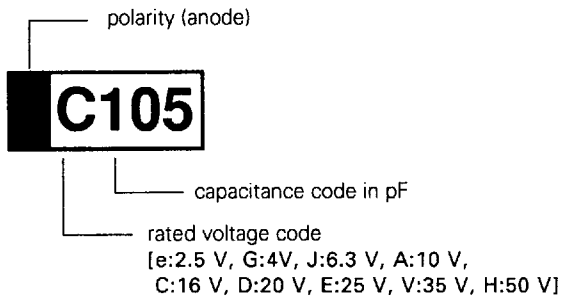 polarity (anode)
C105
capacitance code in pF
rated voltage code
[e:2.5 V, G:4V, J:6.3 V, A:10 V,
C:16 V, D:20 V, E:25 V, V:35 V, H:50 V]